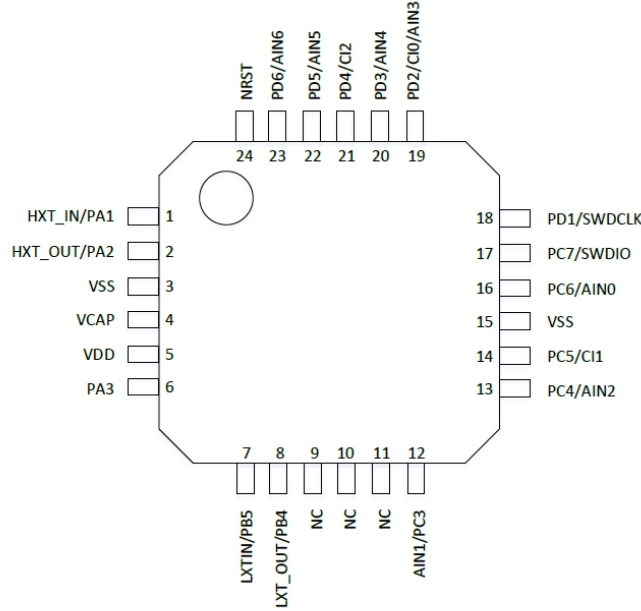 NRST
PD6/AIN6
PD5/AIN5
PD4/CI2
PD3/AIN4
PD2/CI0/AIN3
24 23 22 21 20 19
HXT_IN/PA1 1
HXT_OUT/PA2 2
VSS 3
VCAP 4
VDD 5
PA3 6
18 PD1/SWDCLK
17 PC7/SWDIO
16 PC6/AIN0
15 VSS
14 PC5/CI1
13 PC4/AIN2
7 8 9 10 11 12
LXTIN/PB5
LXT_OUT/PB4
NC
NC
NC
AIN1/PC3